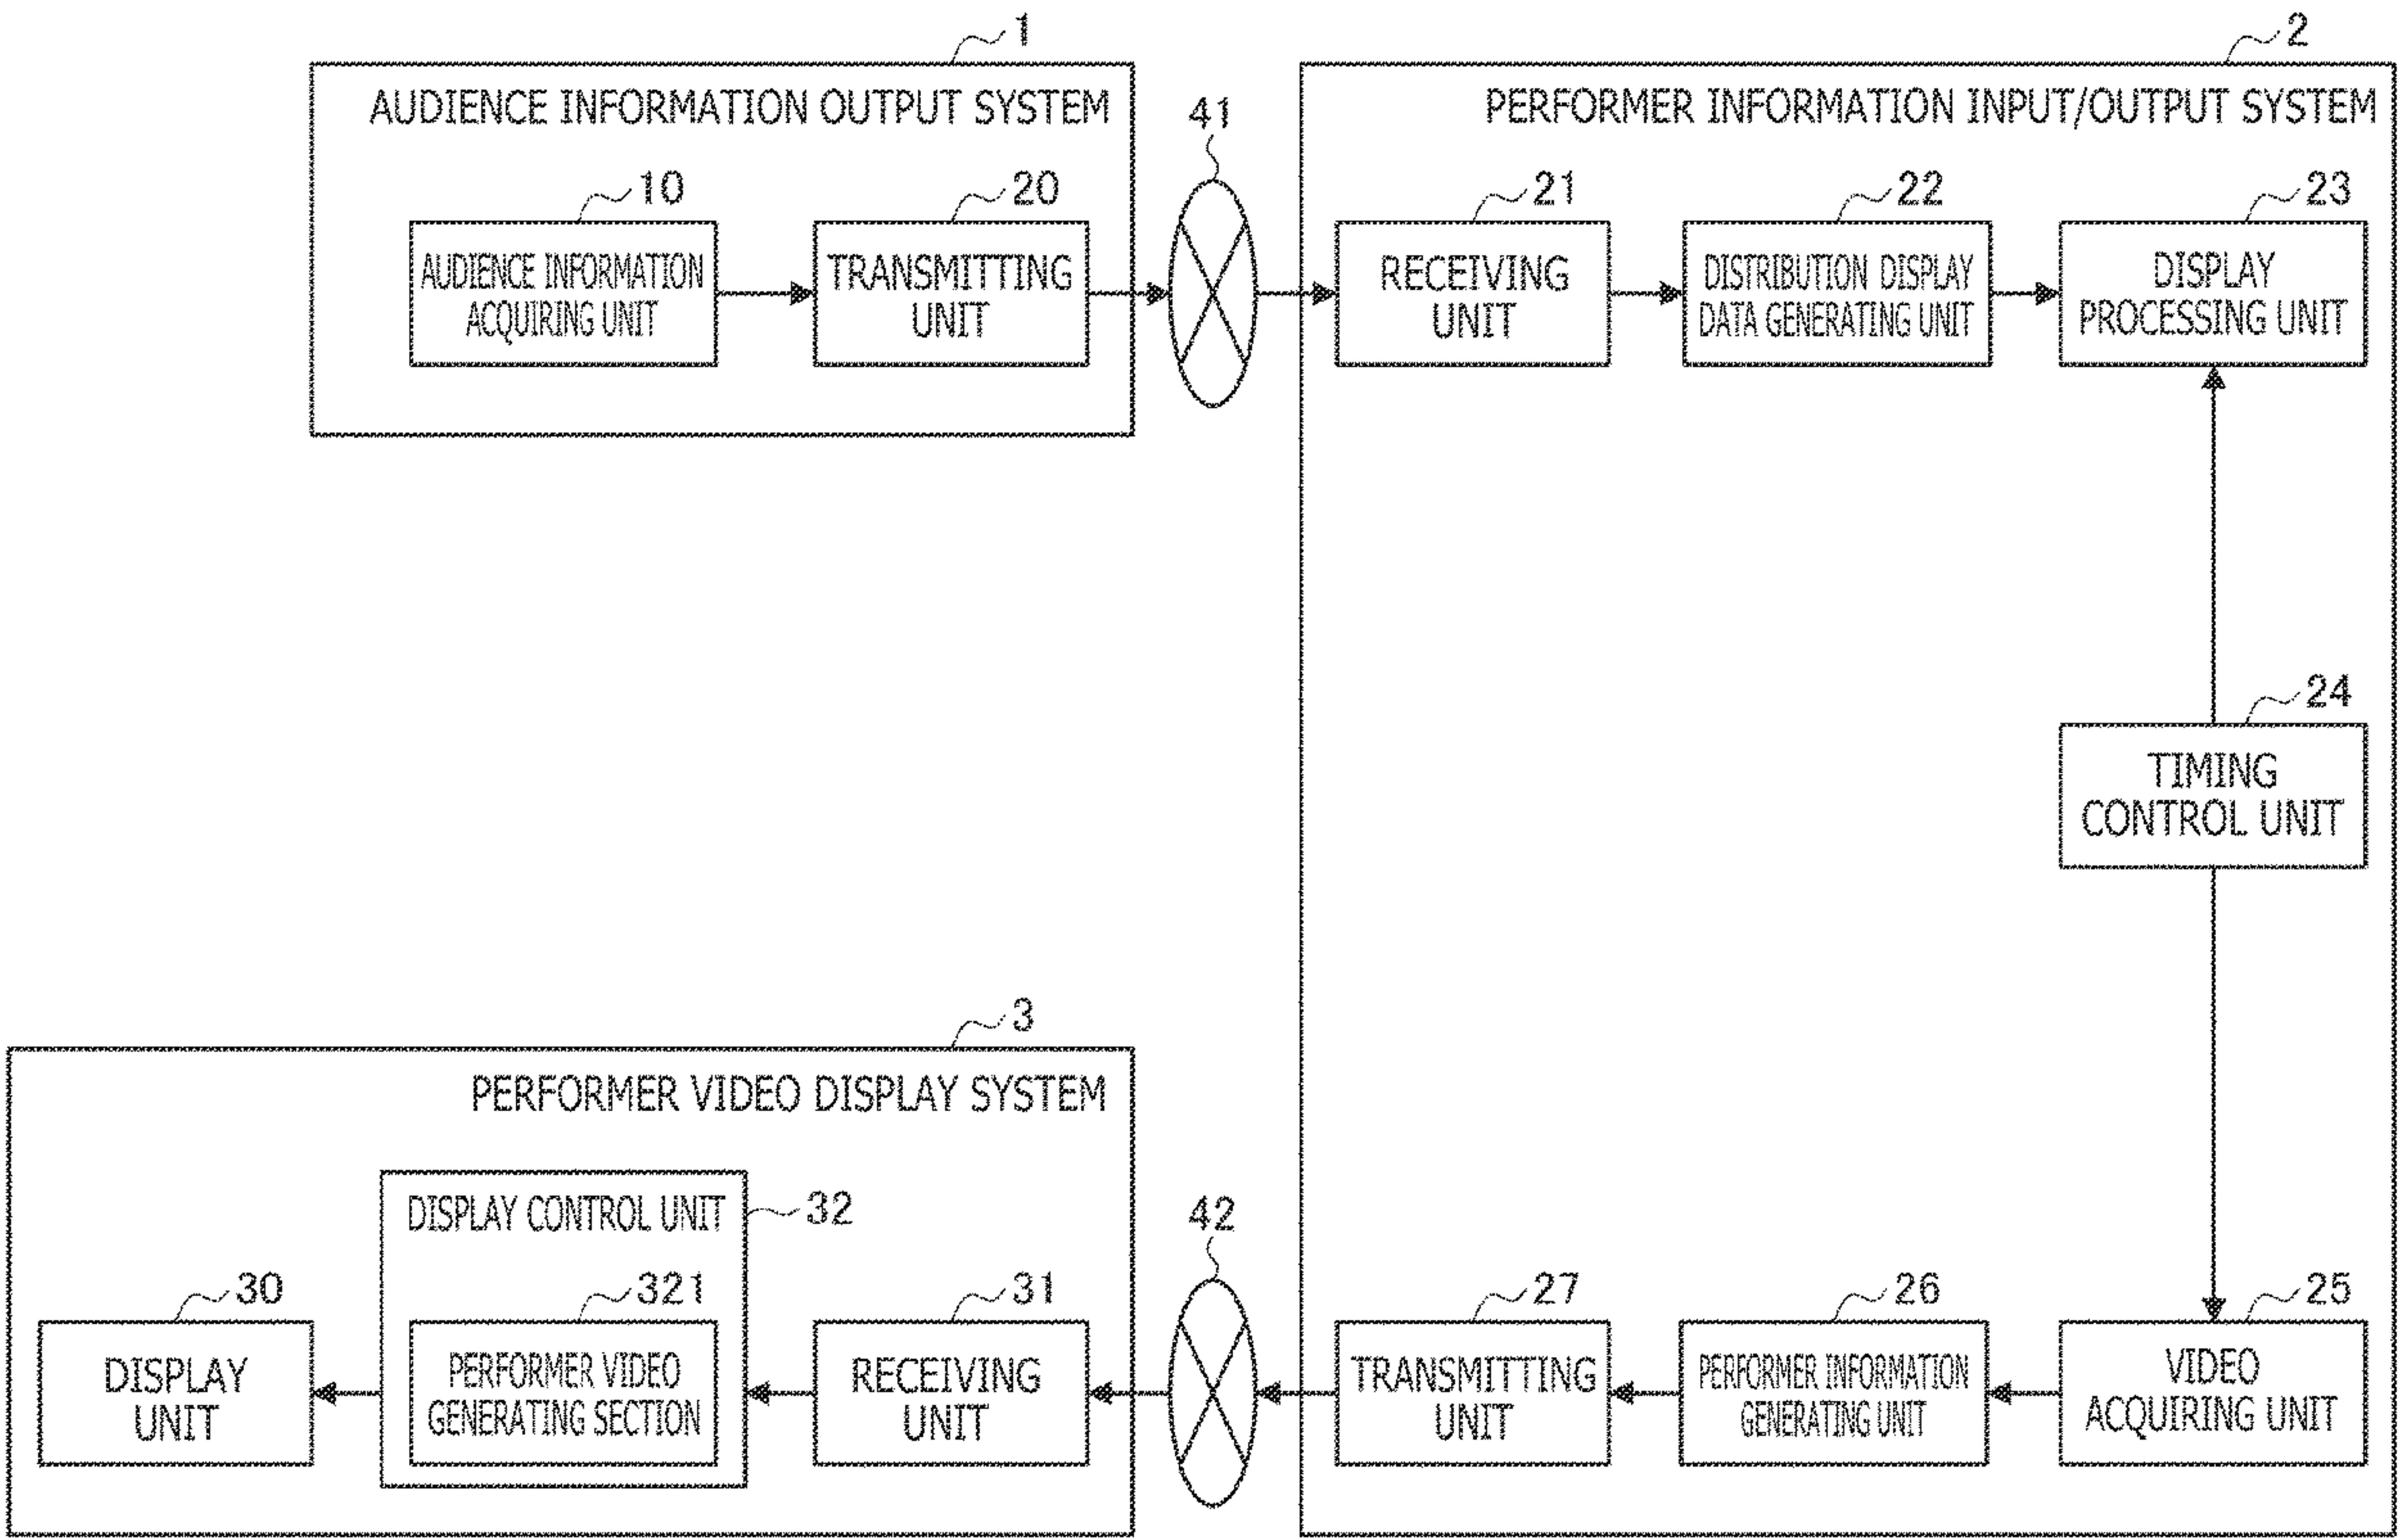 1
AUDIENCE INFORMATION OUTPUT SYSTEM
10
AUDIENCE INFORMATION
ACQUIRING UNIT
20
TRANSMITTING
UNIT
41
2
PERFORMER INFORMATION INPUT/OUTPUT SYSTEM
21
RECEIVING
UNIT
22
DISTRIBUTION DISPLAY
DATA GENERATING UNIT
23
DISPLAY
PROCESSING UNIT
24
TIMING
CONTROL UNIT
25
VIDEO
ACQUIRING UNIT
26
PERFORMER INFORMATION
GENERATING UNIT
27
TRANSMITTING
UNIT
42
3
PERFORMER VIDEO DISPLAY SYSTEM
31
RECEIVING
UNIT
32
DISPLAY CONTROL UNIT
321
PERFORMER VIDEO
GENERATING SECTION
30
DISPLAY
UNIT